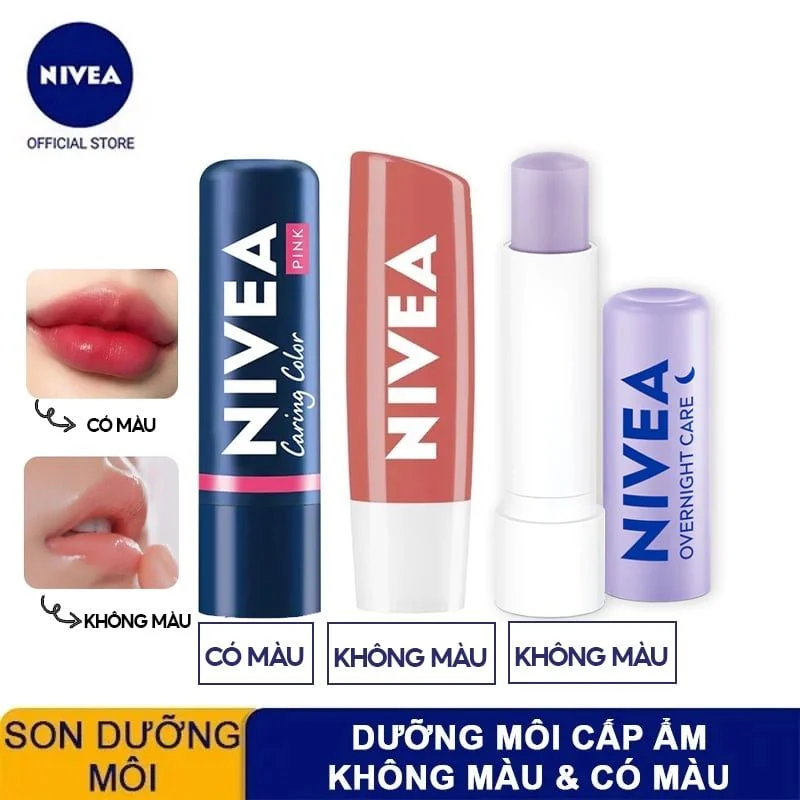 NIVEA
OFFICIAL STORE
NIVEA
PINK
Caring Color
NIVEA
NIVEA
OVERNIGHT CARE
CÓ MÀU
KHÔNG MÀU
CÓ MÀU
KHÔNG MÀU
KHÔNG MÀU
SON DƯỠNG
MÔI
DƯỠNG MÔI CẤP ẨM
KHÔNG MÀU & CÓ MÀU